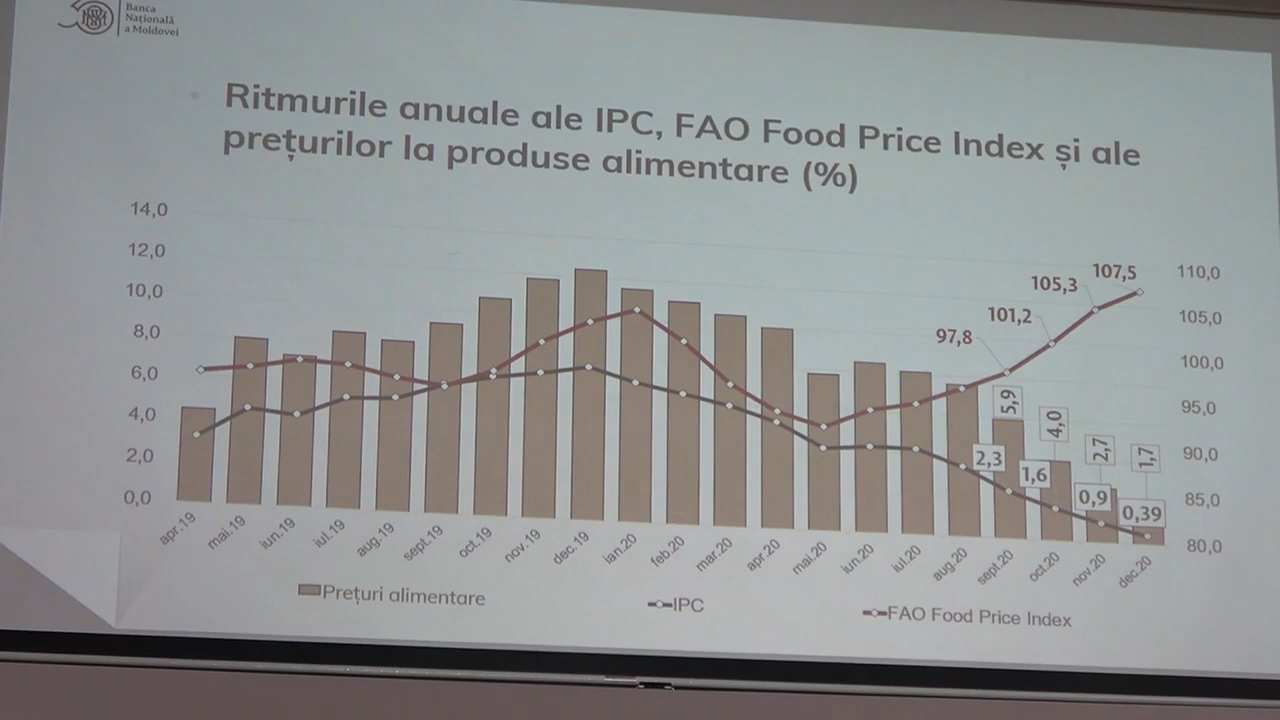 Banca
Națională
a Moldovei
Ritmurile anuale ale IPC, FAO Food Price Index și ale
prețurilor la produse alimentare (%)
14,0
12,0
10,0
8,0
6,0
4,0
2,0
0,0
110,0
105,0
100,0
95,0
90,0
85,0
80,0
97,8
101,2
105,3
107,5
5,9
4,0
2,7
1,7
2,3
1,6
0,9
0,39
apr.19
mai.19
iun.19
iul.19
aug.19
sept.19
oct.19
nov.19
dec.19
ian.20
feb.20
mar.20
apr.20
mai.20
iun.20
iul.20
aug.20
sept.20
oct.20
nov.20
dec.20
Prețuri alimentare
IPC
FAO Food Price Index